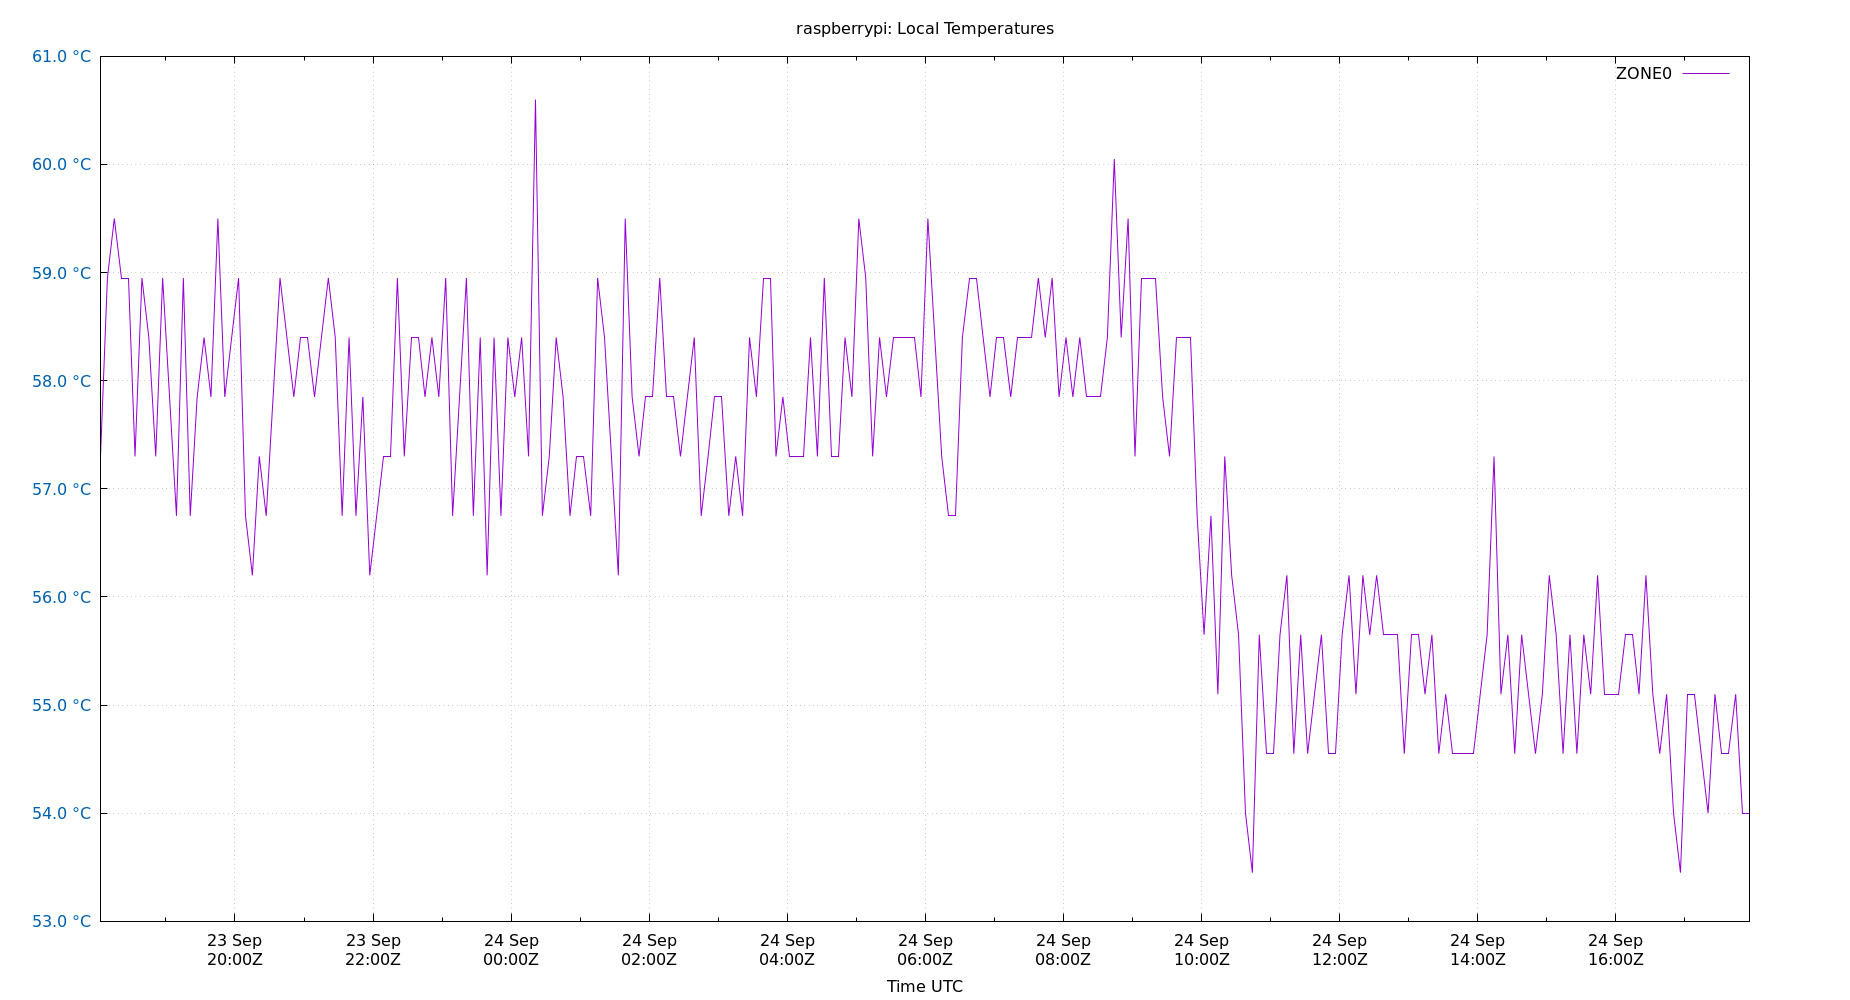 raspberrypi: Local Temperatures
61.0 °C
ZONE0
60.0 °C
59.0 °C
58.0 °C
57.0 °C
56.0 °C
55.0 °C
54.0 °C
53.0 °C
23 Sep
20:00Z
23 Sep
22:00Z
24 Sep
00:00Z
24 Sep
02:00Z
24 Sep
04:00Z
24 Sep
06:00Z
24 Sep
08:00Z
24 Sep
10:00Z
24 Sep
12:00Z
24 Sep
14:00Z
24 Sep
16:00Z
Time UTC